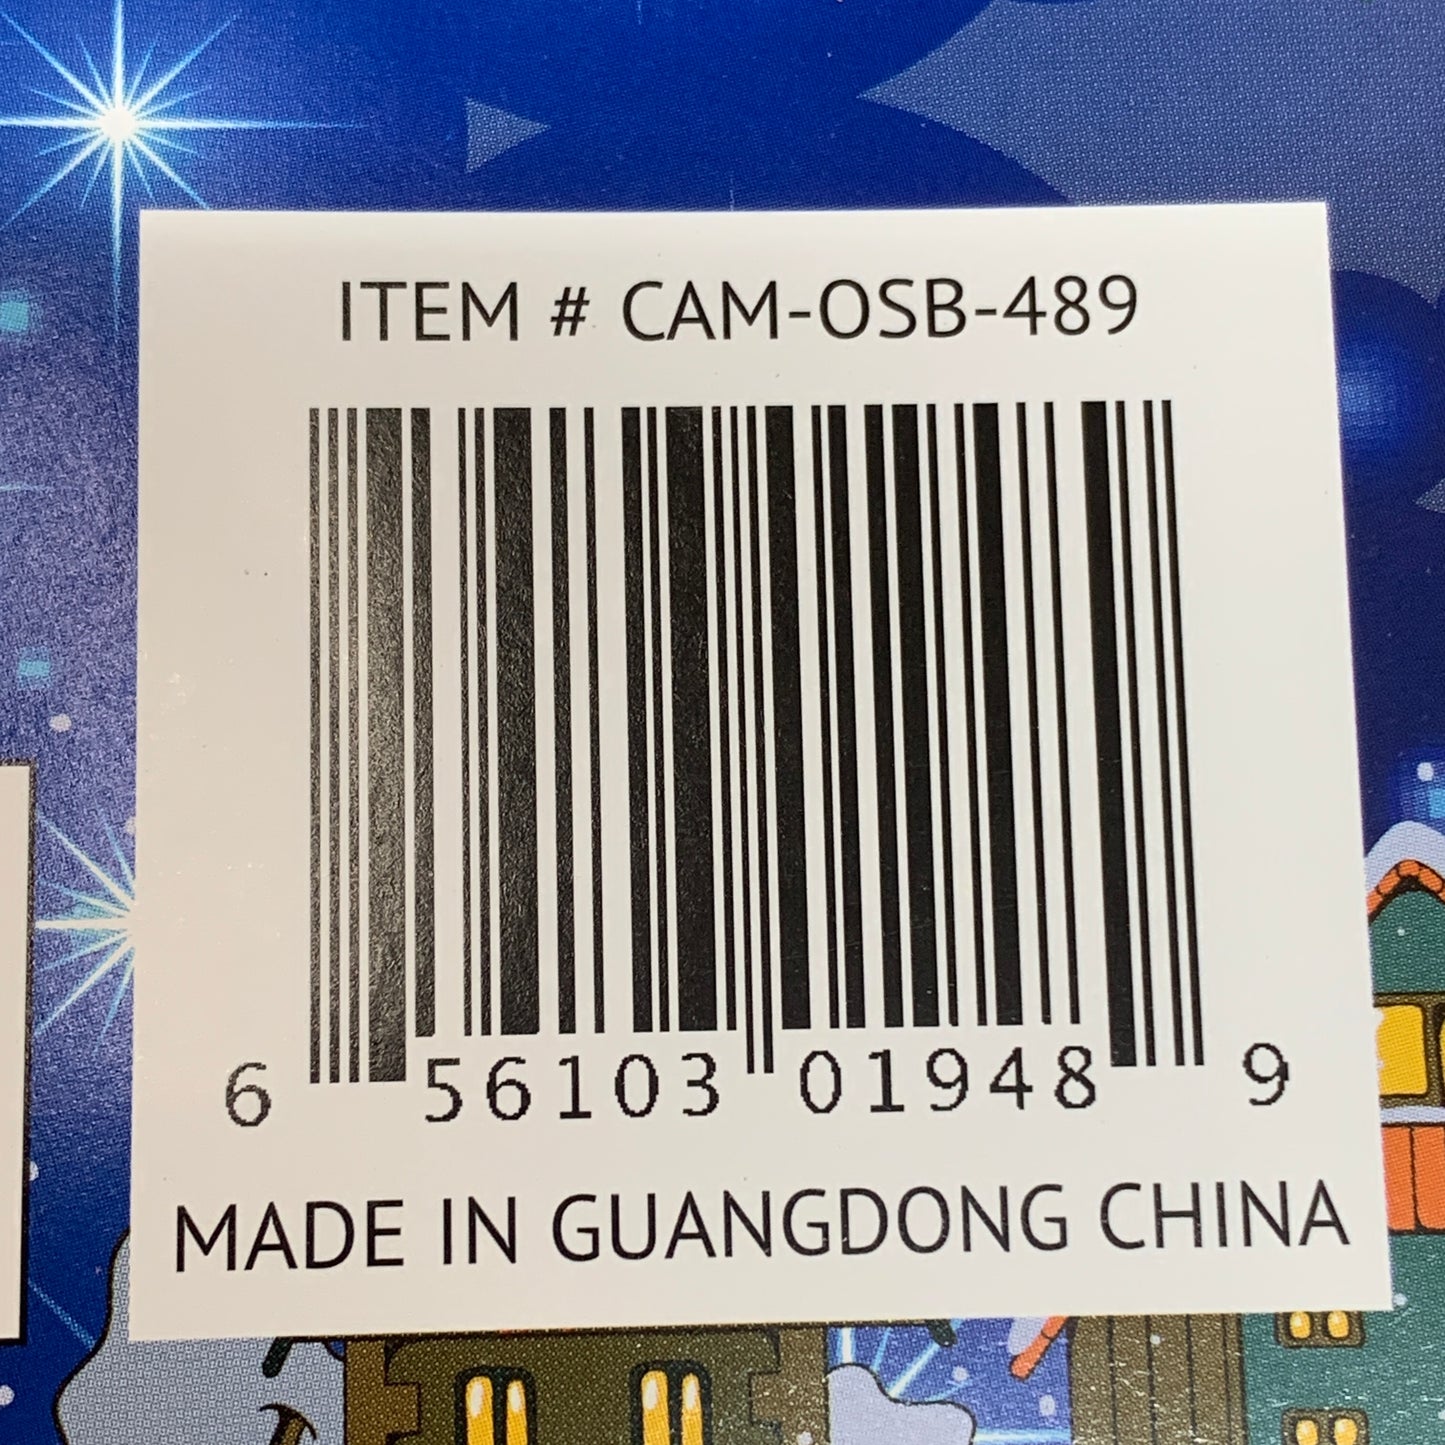 ITEM # CAM-OSB-489
6 56103 01948 9
MADE IN GUANGDONG CHINA